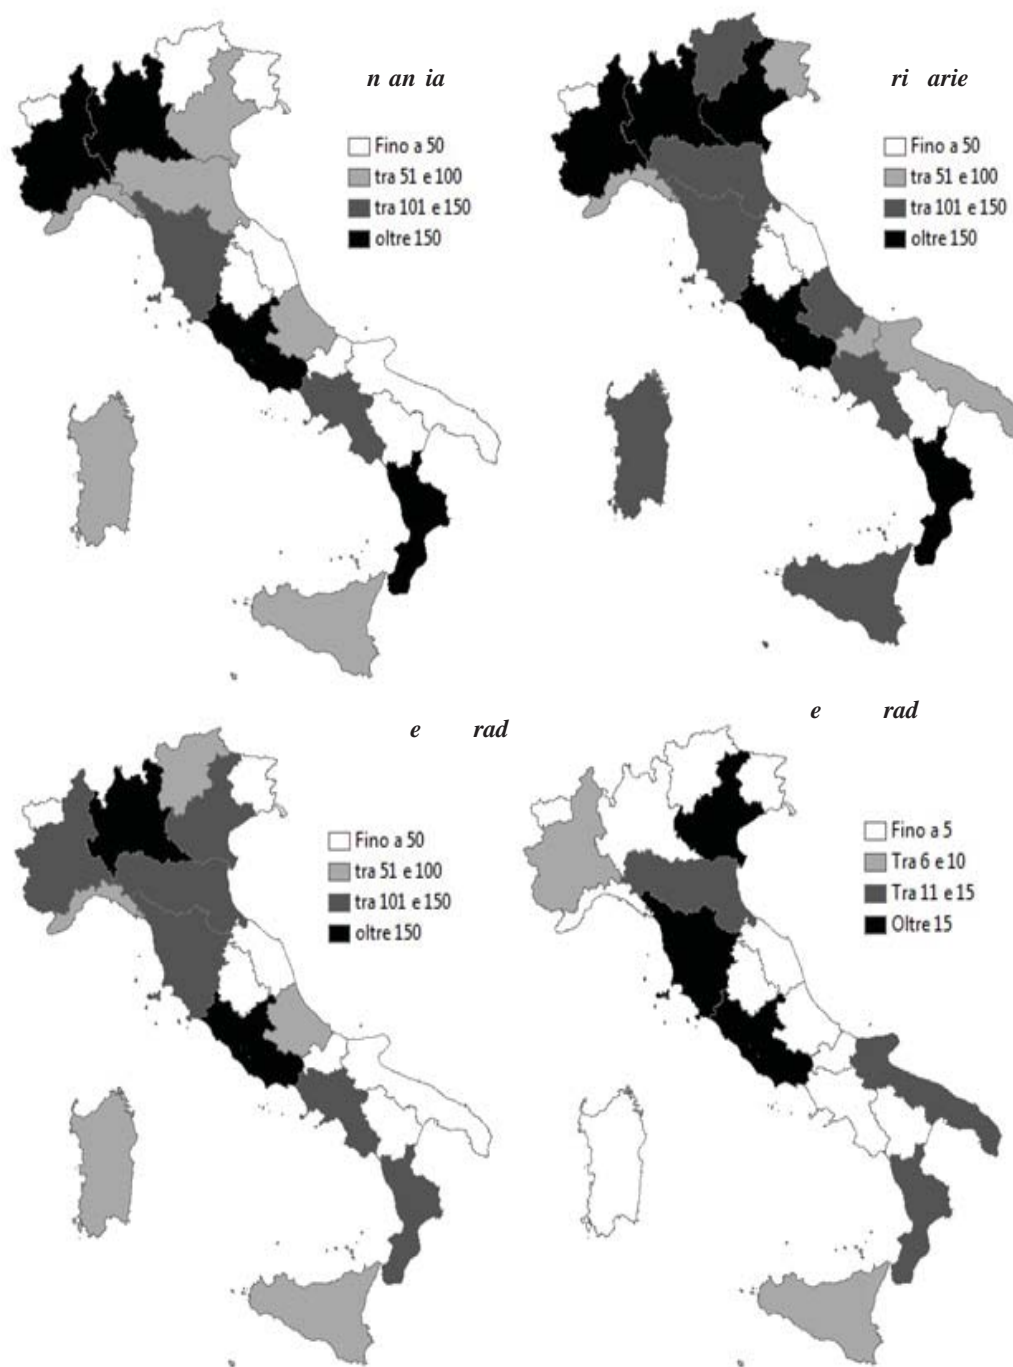 n an ia
Fino a 50
tra 51 e 100
tra 101 e 150
oltre 150
ri arie
Fino a 50
tra 51 e 100
tra 101 e 150
oltre 150
e rad
Fino a 50
tra 51 e 100
tra 101 e 150
oltre 150
e rad
Fino a 5
Tra 6 e 10
Tra 11 e 15
Oltre 15